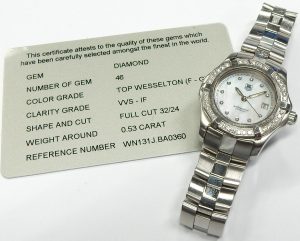 This certificate attests to the quality of these gems which
have been carefully selected amongst the finest in the world.
GEM DIAMOND
NUMBER OF GEM 46
COLOR GRADE TOP WESSELTON (F - G
CLARITY GRADE VVS - IF
SHAPE AND CUT FULL CUT 32/24
WEIGHT AROUND 0.53 CARAT
REFERENCE NUMBER WN131J.BA0360